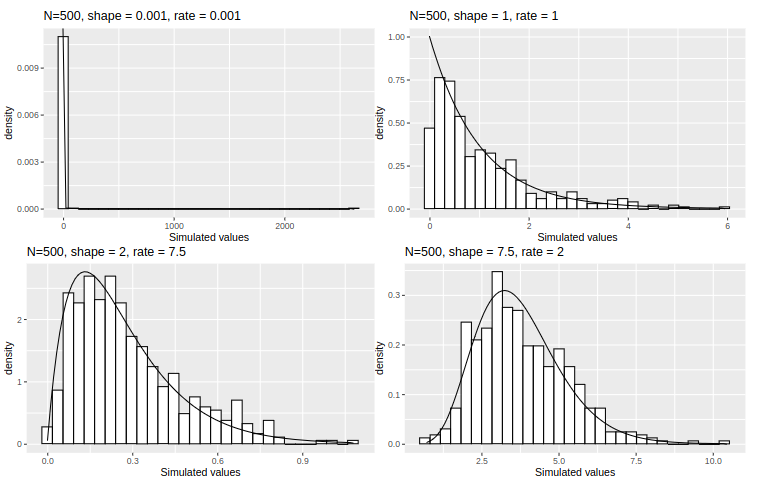 N=500, shape = 0.001, rate = 0.001
density
0.009
0.006
0.003
0.000
0
1000
2000
Simulated values
N=500, shape = 1, rate = 1
density
1.00
0.75
0.50
0.25
0.00
0
2
4
6
Simulated values
N=500, shape = 2, rate = 7.5
density
2
1
0
0.0
0.3
0.6
0.9
Simulated values
N=500, shape = 7.5, rate = 2
density
0.3
0.2
0.1
0.0
2.5
5.0
7.5
10.0
Simulated values